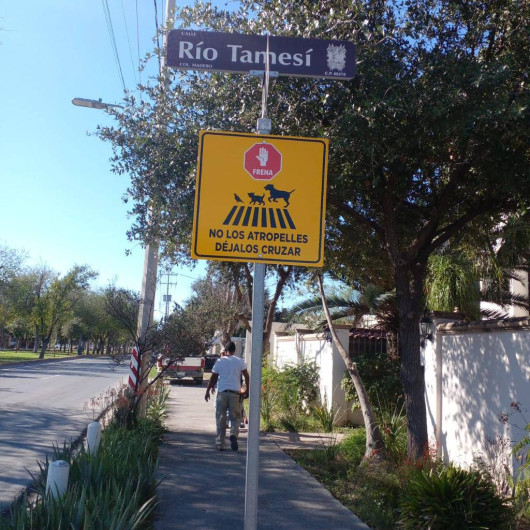 CALLE
Río Tamesí
COL. MADERO
FRENA
NO LOS ATROPELLES
DÉJALOS CRUZAR